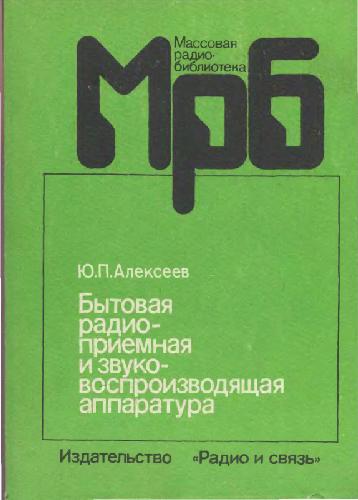 Массовая
радио-
библиотека
Мрб
Ю.П.Алексеев
Бытовая
радио-
приемная
и звуко-
воспроизводящая
аппаратура
Издательство «Радио и связь»